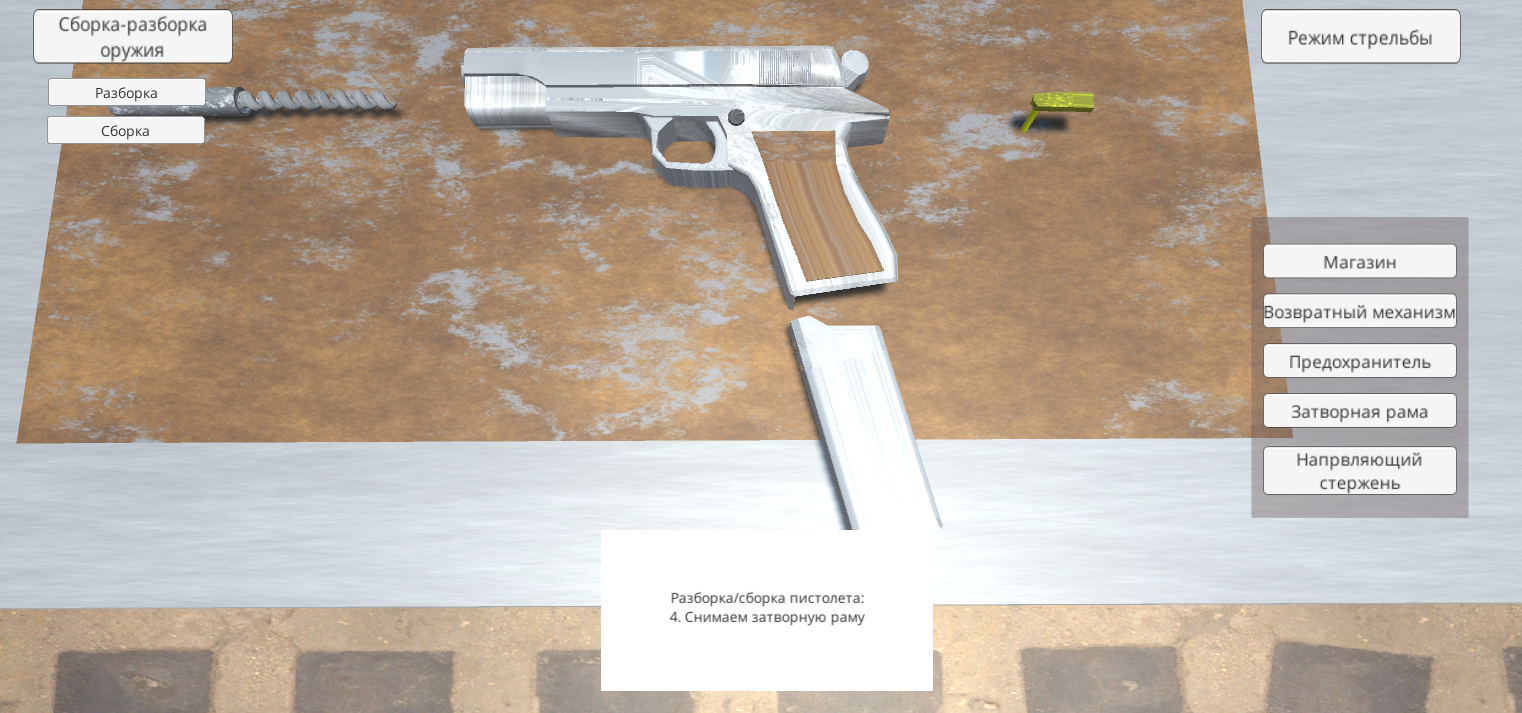 Сборка-разборка
оружия
Режим стрельбы
Разборка
Сборка
Магазин
Возвратный механизм
Предохранитель
Затворная рама
Напрвляющий
стержень
Разборка/сборка пистолета:
4. Снимаем затворную раму